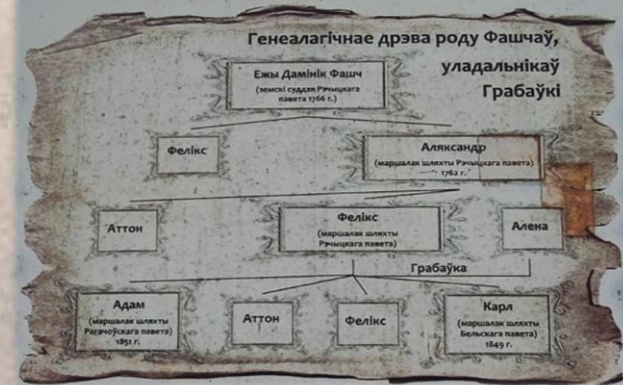 Генеалагічнае дрэва роду Фашчаў,
уладальнікаў
Грабаўкі
Ежы Дамінік Фашч
(земскі суддзя Рэчыцкага
павета 1766 г.)
Фелікс
Аляксандр
(маршалак шляхты Рэчыцкага павета)
1762 г.
Аттон
Фелікс
(маршалак шляхты
Рэчыцкага павета)
Алена
Грабаўка
Адам
(маршалак шляхты
Рагачоўскага павета)
1851 г.
Аттон
Фелікс
Карл
(маршалак шляхты
Бельскага павета)
1849 г.